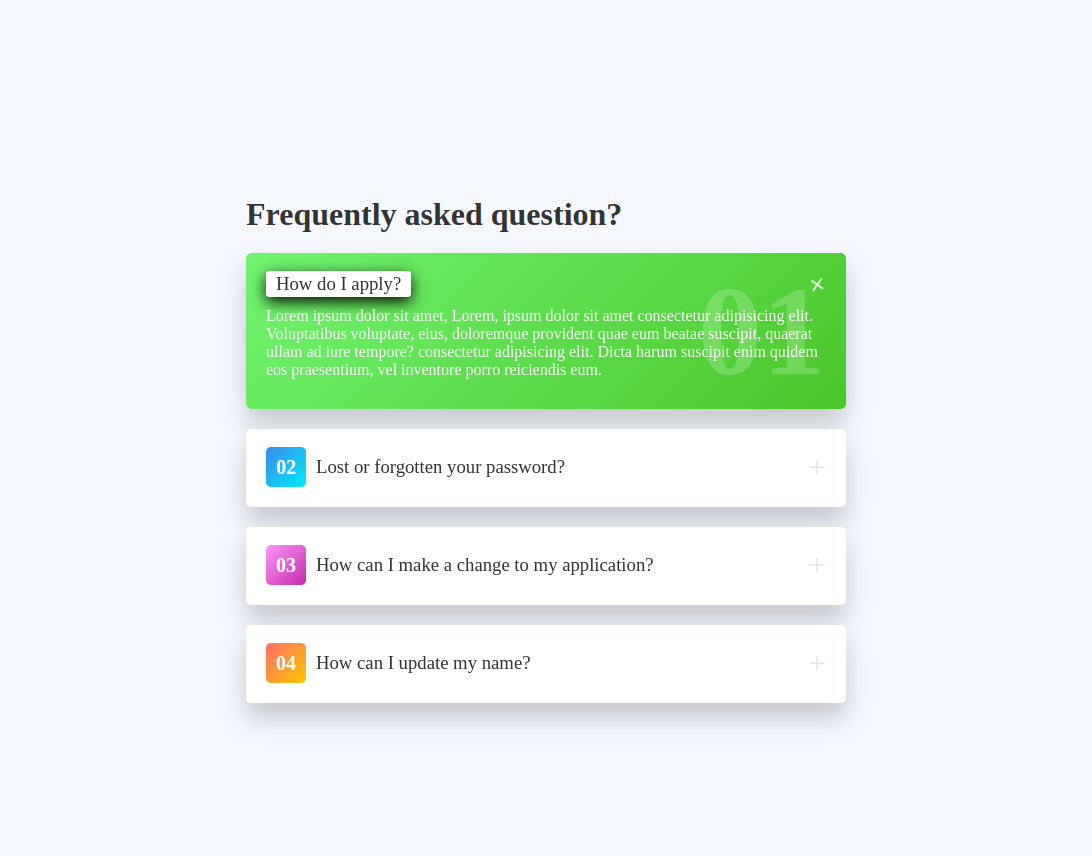 Frequently asked question?
How do I apply?
01
Lorem ipsum dolor sit amet, Lorem, ipsum dolor sit amet consectetur adipisicing elit.
Voluptatibus voluptate, eius, doloremque provident quae eum beatae suscipit, quaerat
ullam ad iure tempore? consectetur adipisicing elit. Dicta harum suscipit enim quidem
eos praesentium, vel inventore porro reiciendis eum.
02 Lost or forgotten your password?
03 How can I make a change to my application?
04 How can I update my name?